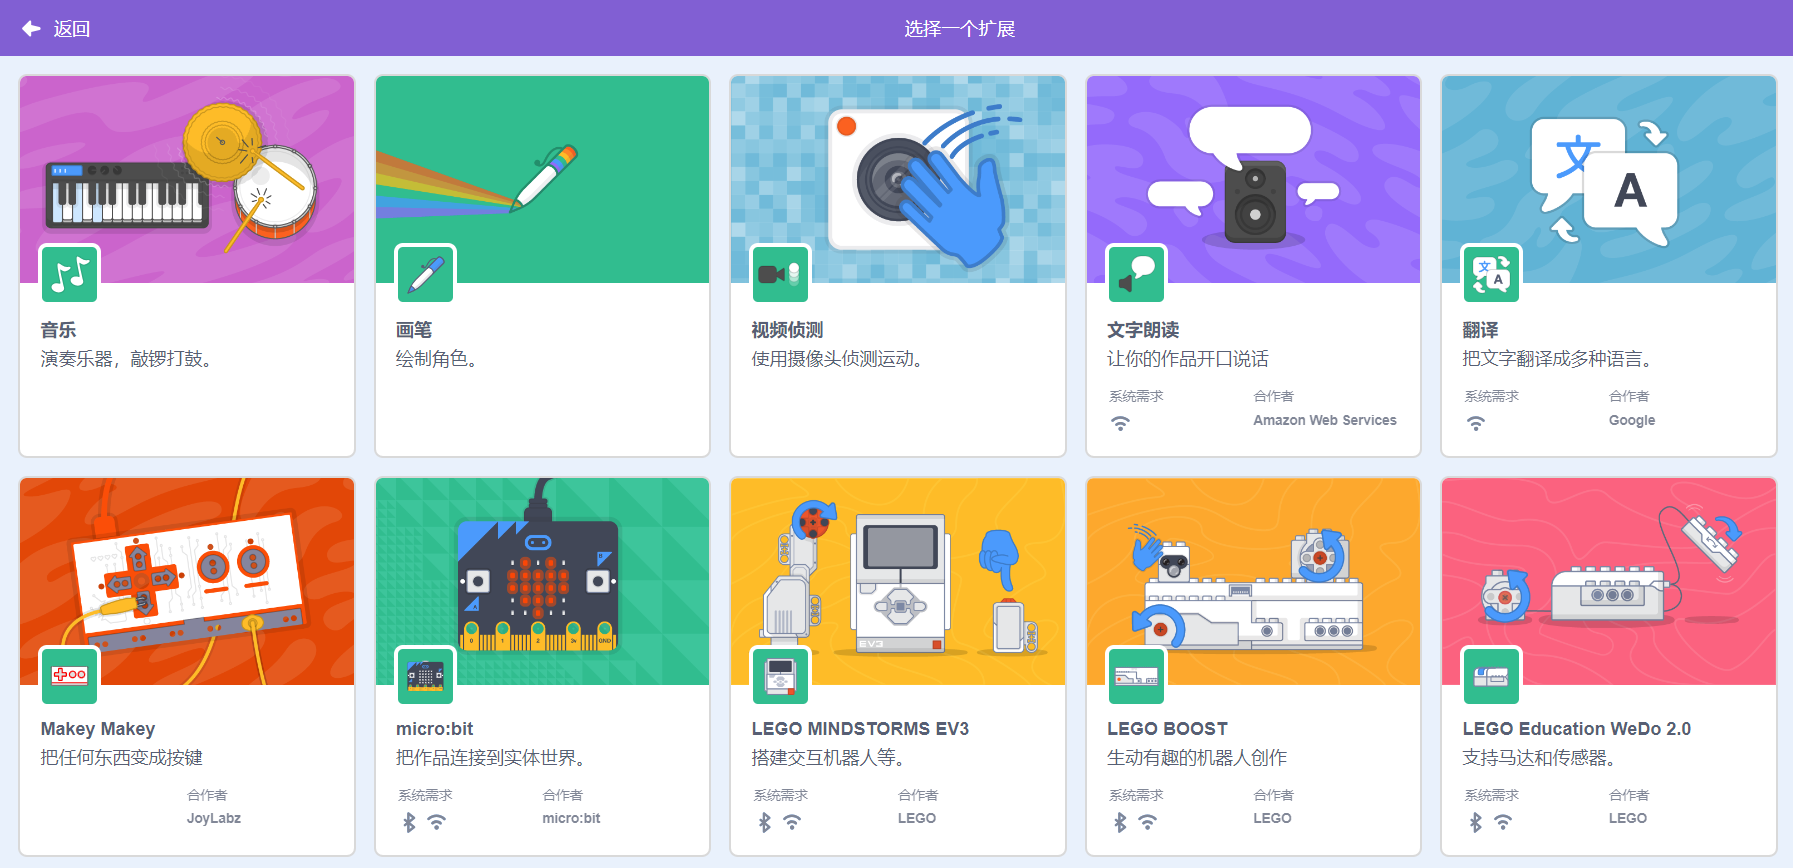 返回
选择一个扩展
文
A
文
A
音乐
演奏乐器，敲锣打鼓。
画笔
绘制角色。
视频侦测
使用摄像头侦测运动。
文字朗读
让你的作品开口说话
系统需求
合作者
Amazon Web Services
翻译
把文字翻译成多种语言。
系统需求
合作者
Google
0
1
2
3V
GND
EV3
Makey Makey
把任何东西变成按键
合作者
JoyLabz
micro:bit
把作品连接到实体世界。
系统需求
合作者
micro:bit
LEGO MINDSTORMS EV3
搭建交互机器人等。
系统需求
合作者
LEGO
LEGO BOOST
生动有趣的机器人创作
系统需求
合作者
LEGO
LEGO Education WeDo 2.0
支持马达和传感器。
系统需求
合作者
LEGO